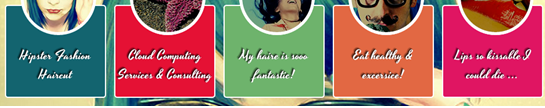 Hipster Fashion
Haircut
Cloud Computing
Services & Consulting
My haire is sooo
fantastic!
Eat healthy &
excersice!
Lips so kissable I
could die ...